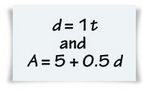 d = 1t
and
A = 5 + 0.5 d